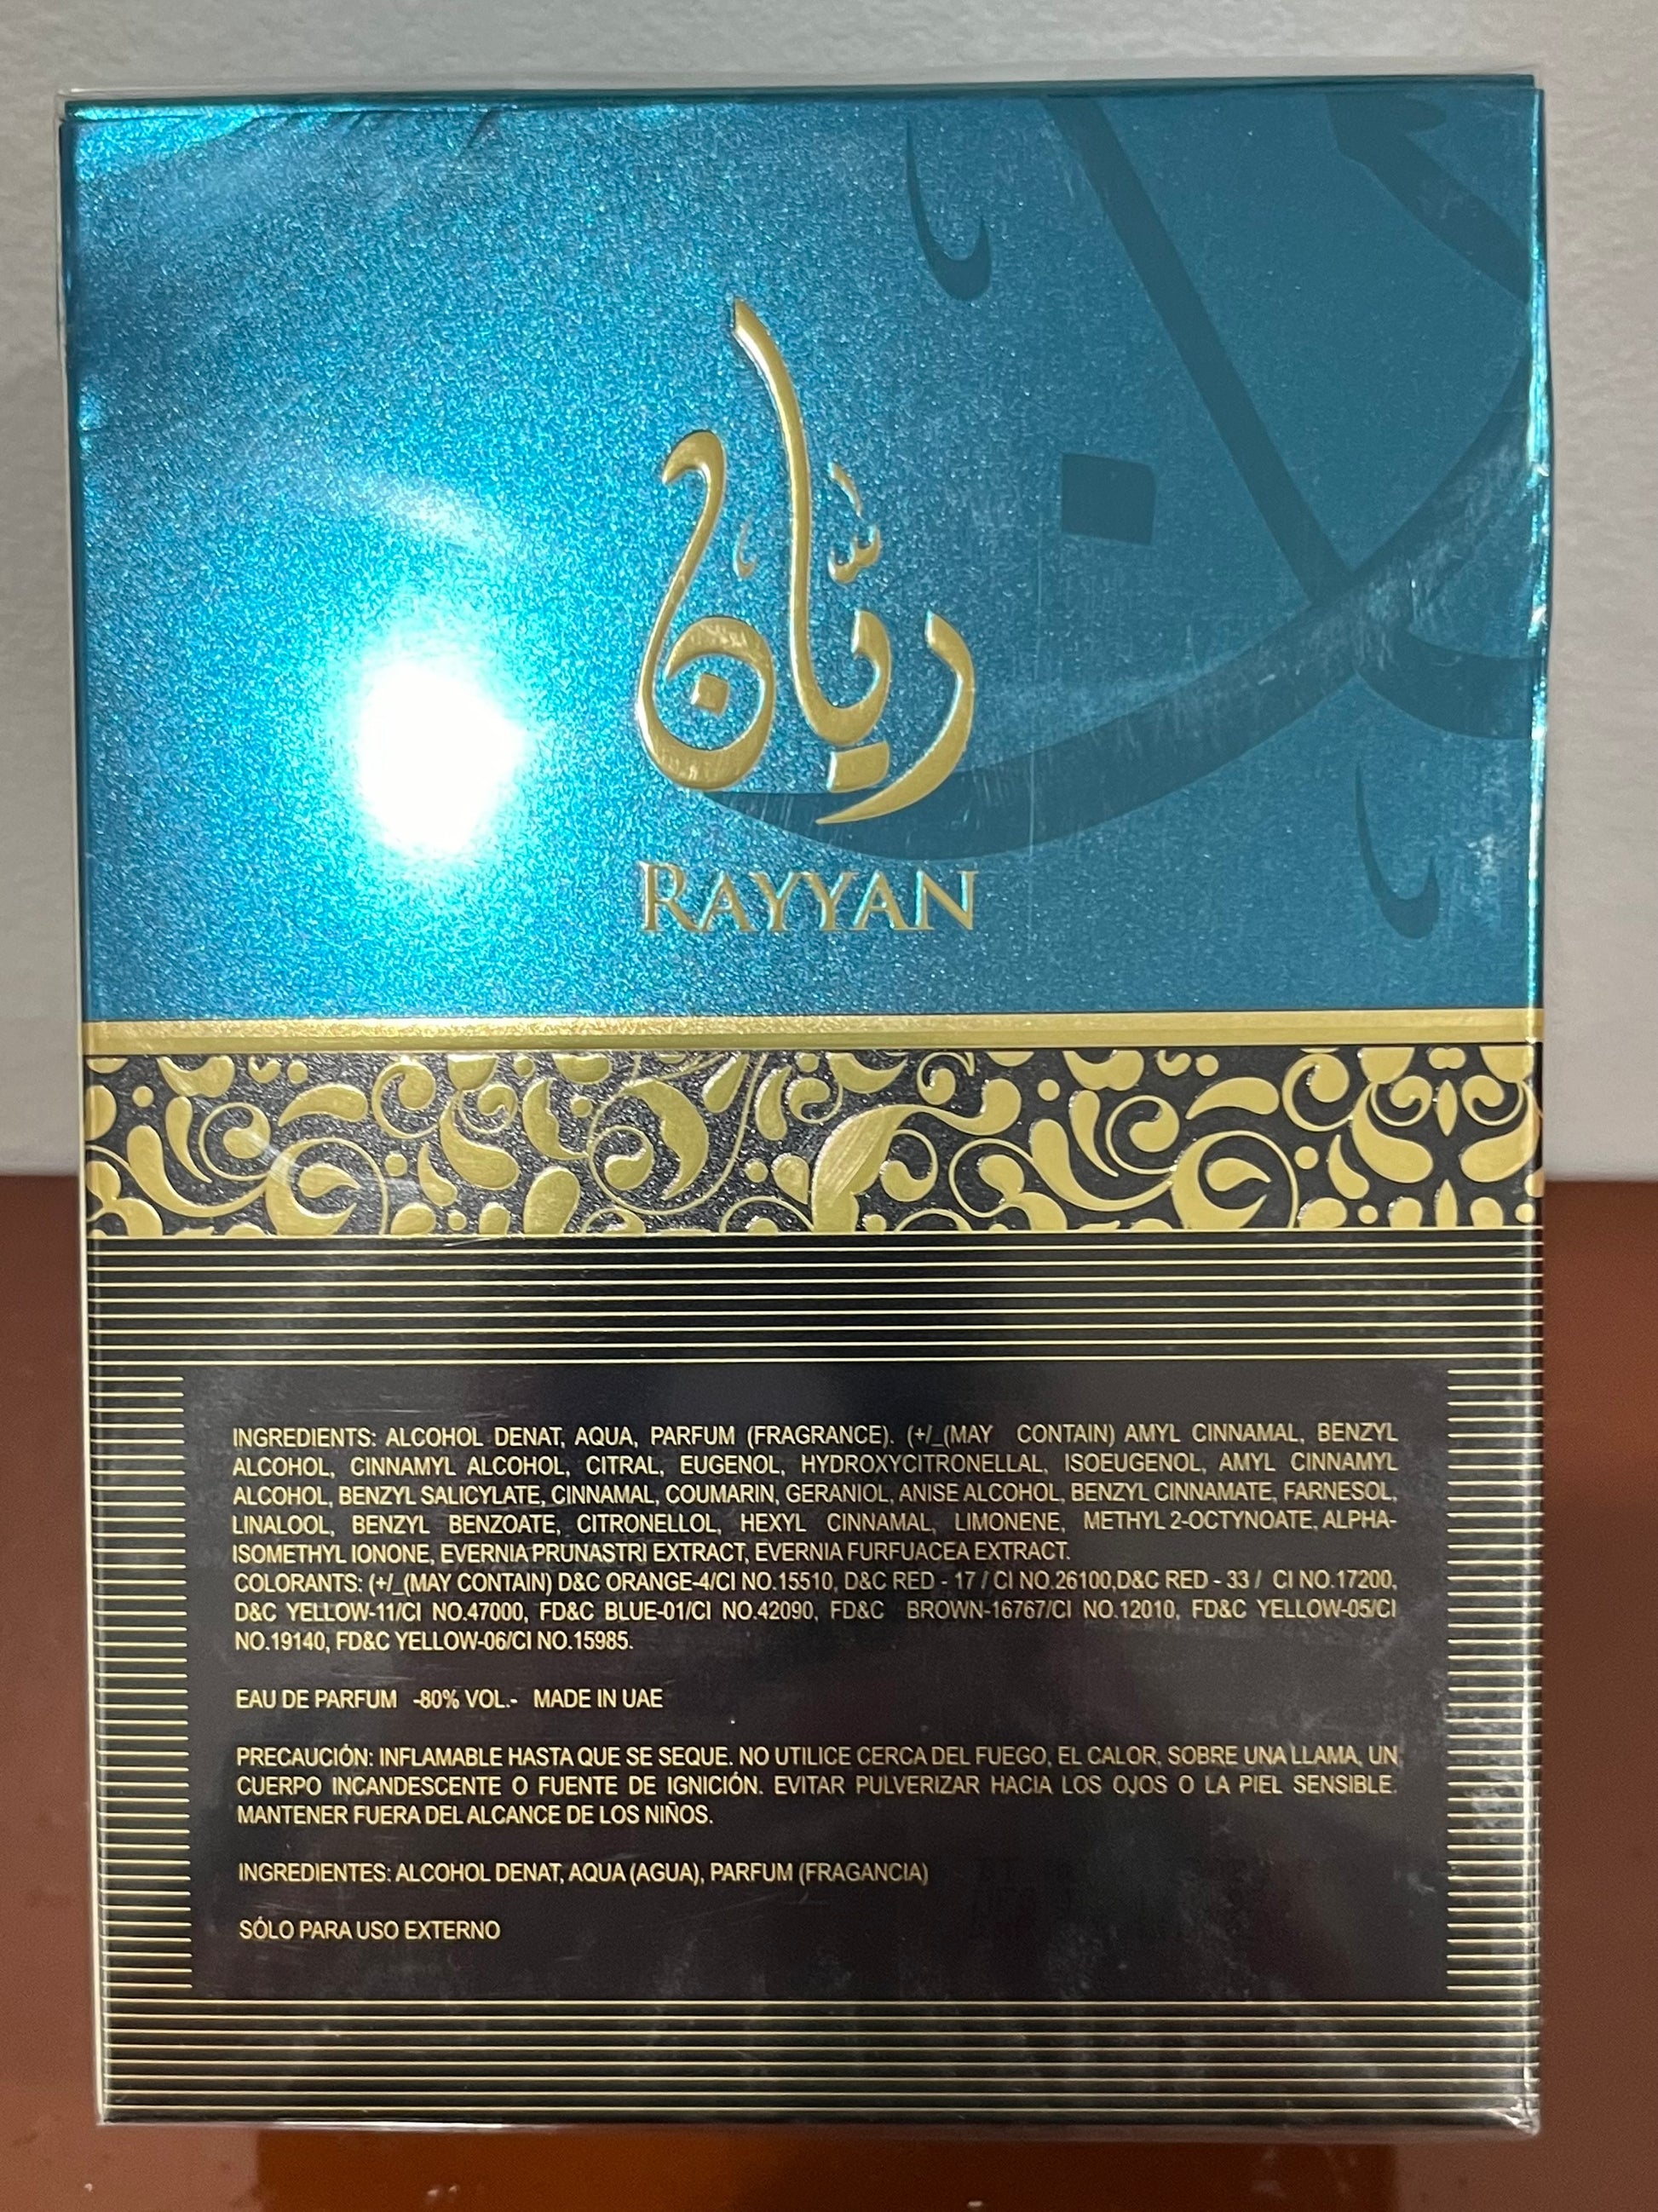 ريّان
RAYYAN
INGREDIENTS: ALCOHOL DENAT, AQUA, PARFUM (FRAGRANCE). (+/_(MAY CONTAIN) AMYL CINNAMAL, BENZYL
ALCOHOL, CINNAMYL ALCOHOL, CITRAL, EUGENOL, HYDROXYCITRONELLAL, ISOEUGENOL, AMYL CINNAMYL
ALCOHOL, BENZYL SALICYLATE, CINNAMAL, COUMARIN, GERANIOL, ANISE ALCOHOL, BENZYL CINNAMATE, FARNESOL,
LINALOOL, BENZYL BENZOATE, CITRONELLOL, HEXYL CINNAMAL, LIMONENE, METHYL 2-OCTYNOATE, ALPHA-
ISOMETHYL IONONE, EVERNIA PRUNASTRI EXTRACT, EVERNIA FURFUACEA EXTRACT.
COLORANTS: (+/_(MAY CONTAIN) D&C ORANGE-4/CI NO.15510, D&C RED - 17 / CI NO.26100,D&C RED - 33 / CI NO.17200,
D&C YELLOW-11/CI NO.47000, FD&C BLUE-01/CI NO.42090, FD&C BROWN-16767/CI NO.12010, FD&C YELLOW-05/CI
NO.19140, FD&C YELLOW-06/CI NO.15985.
EAU DE PARFUM -80% VOL.- MADE IN UAE
PRECAUCIÓN: INFLAMABLE HASTA QUE SE SEQUE. NO UTILICE CERCA DEL FUEGO, EL CALOR, SOBRE UNA LLAMA, UN
CUERPO INCANDESCENTE O FUENTE DE IGNICIÓN. EVITAR PULVERIZAR HACIA LOS OJOS O LA PIEL SENSIBLE.
MANTENER FUERA DEL ALCANCE DE LOS NIÑOS.
INGREDIENTES: ALCOHOL DENAT, AQUA (AGUA), PARFUM (FRAGANCIA)
SÓLO PARA USO EXTERNO